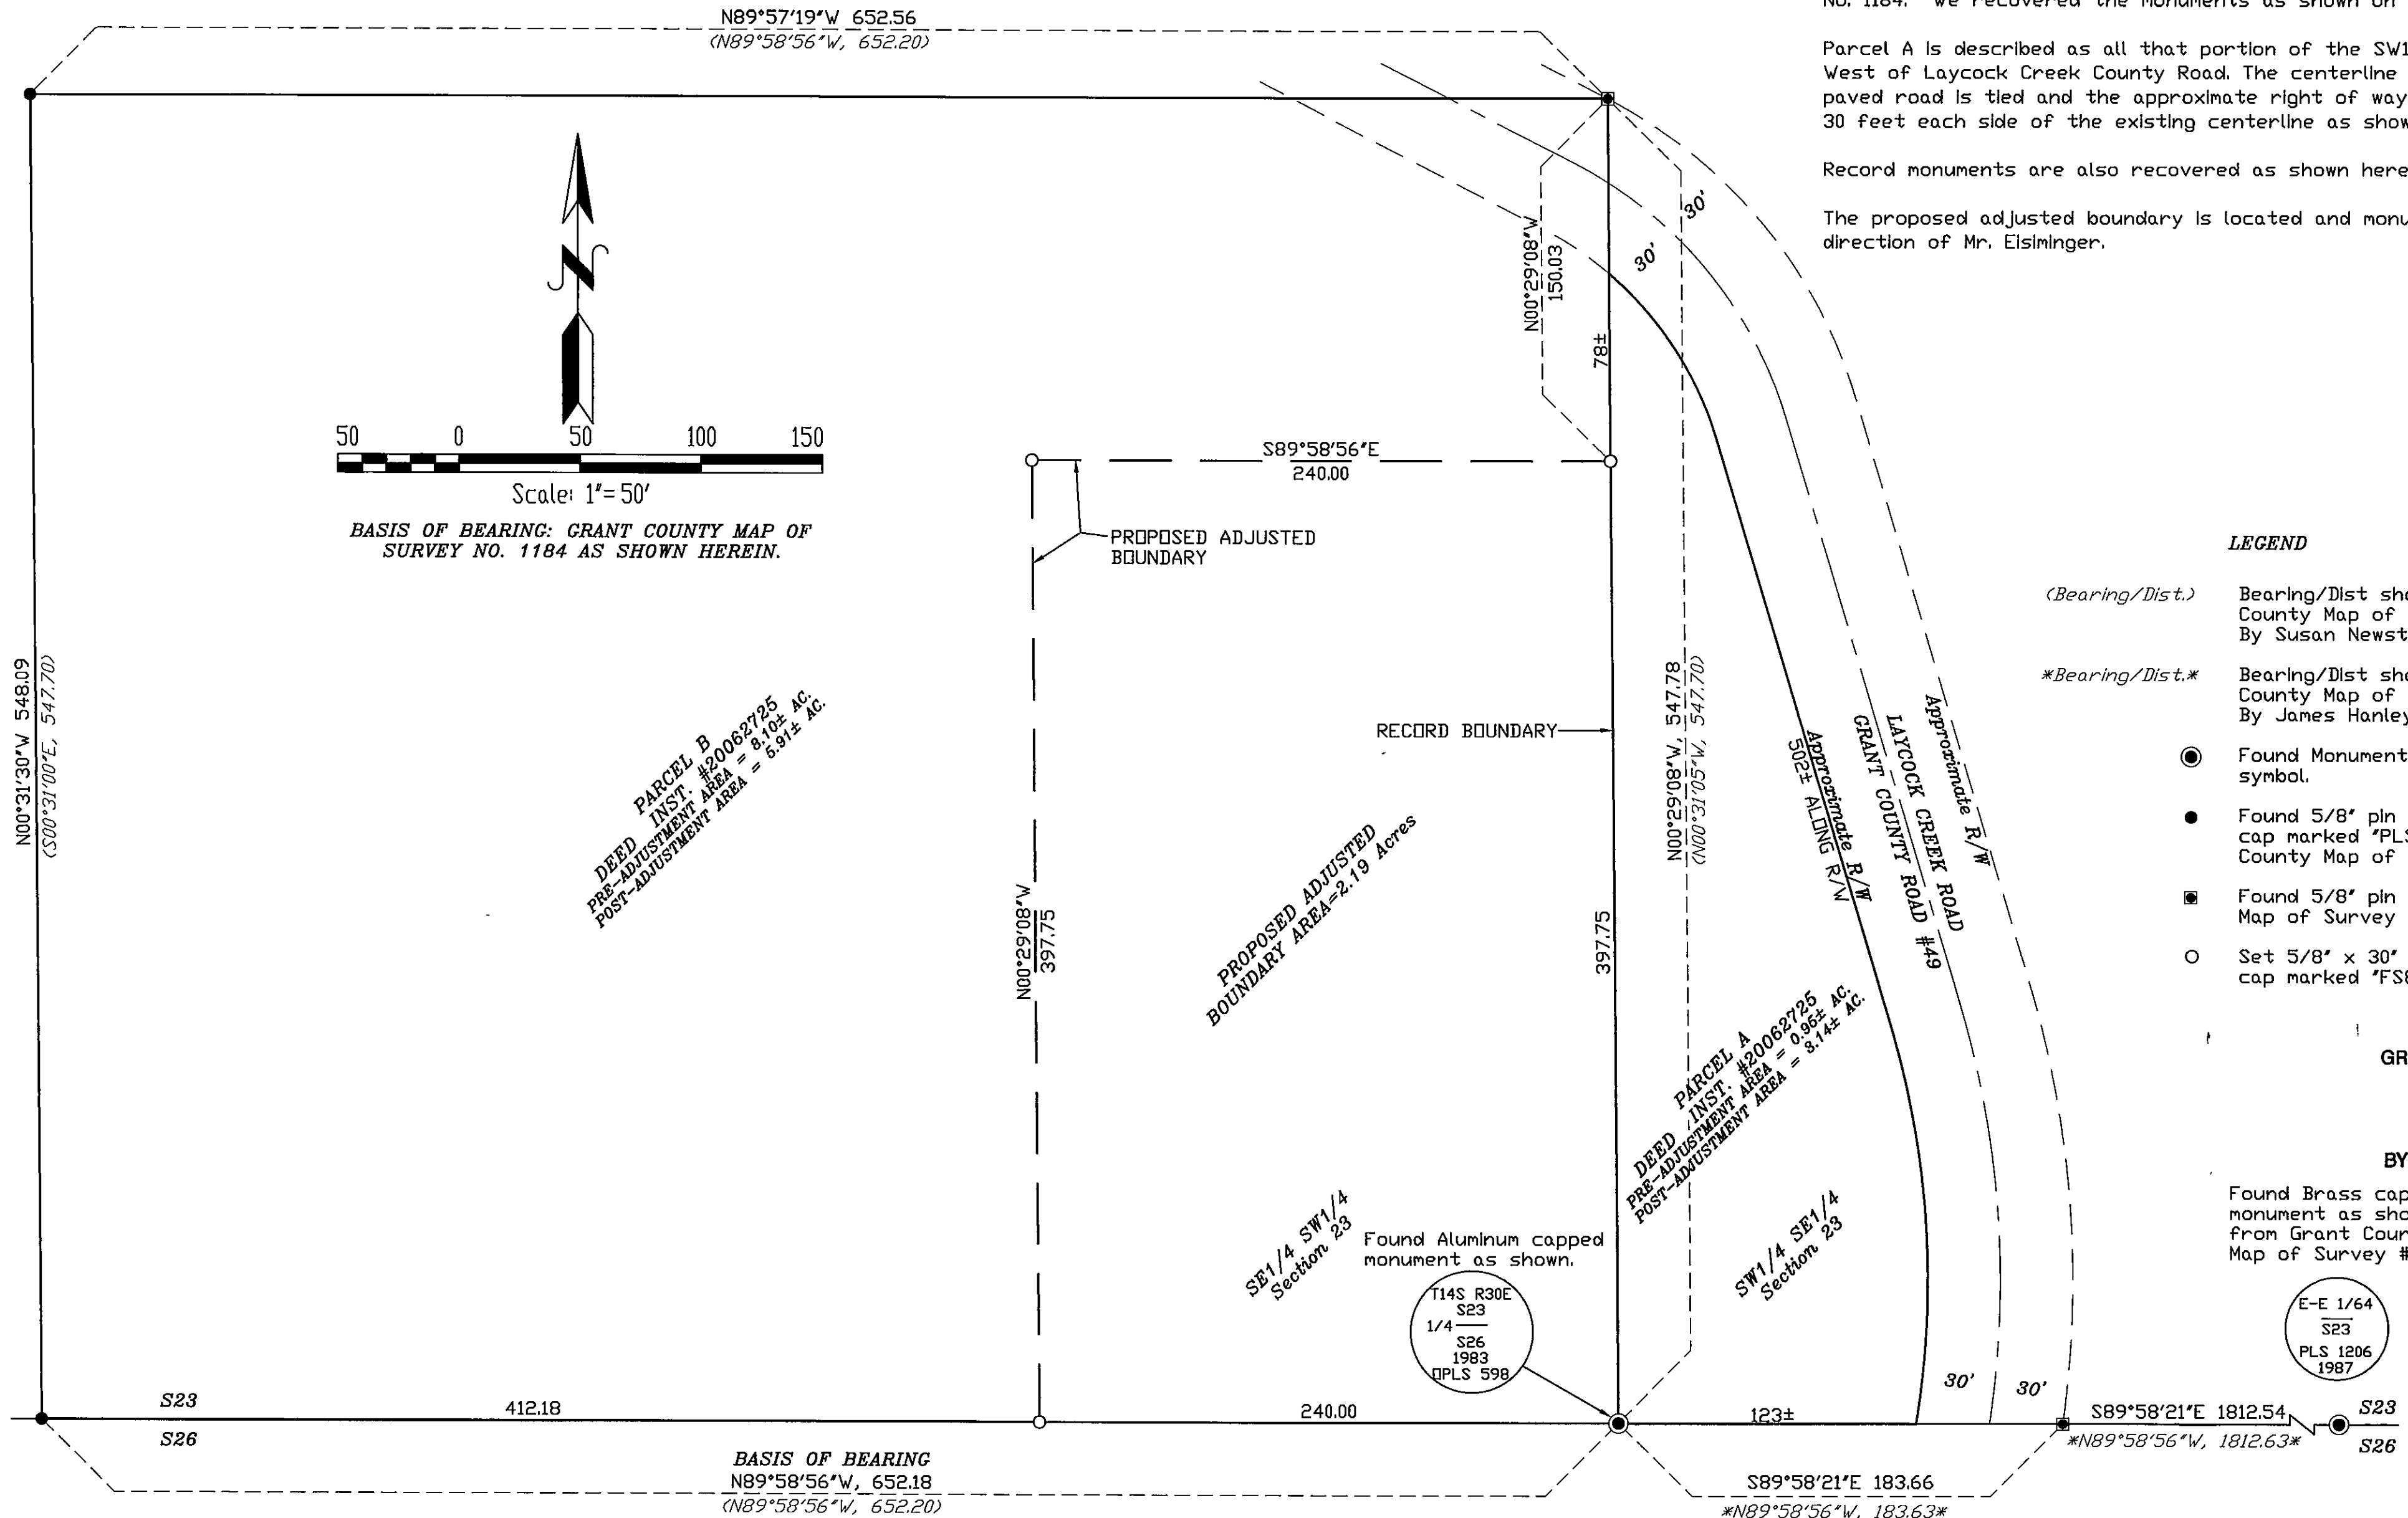 N89°57'19"W 652.56
(N89°58'56"W, 652.20)
No. 1184. We recovered the monuments as shown on
Parcel A is described as all that portion of the SW1
West of Laycock Creek County Road. The centerline
paved road is tied and the approximate right of way
30 feet each side of the existing centerline as show
Record monuments are also recovered as shown here
The proposed adjusted boundary is located and monu
direction of Mr. Eisiminger.
N
50 0 50 100 150
Scale: 1"= 50'
BASIS OF BEARING: GRANT COUNTY MAP OF
SURVEY NO. 1184 AS SHOWN HEREIN.
30'
30'
N00°29'08"W
150.03
78±
S89°58'56"E
240.00
PROPOSED ADJUSTED
BOUNDARY
LEGEND
(Bearing/Dist.)
Bearing/Dist sho
County Map of
By Susan Newst
*Bearing/Dist.*
Bearing/Dist sho
County Map of
By James Hanley
Found Monument
symbol.
Found 5/8" pin
cap marked "PLS
County Map of
Found 5/8" pin
Map of Survey
Set 5/8" x 30"
cap marked "FS8
N00°31'30"W 548.09
(S00°31'00"E, 547.70)
PARCEL B
DEED INST. #20062725
PRE-ADJUSTMENT AREA = 8.10± AC.
POST-ADJUSTMENT AREA = 5.91± AC.
RECORD BOUNDARY
N00°29'08"W, 547.78
(N00°31'05"W, 547.70)
Approximate R/W
502± ALONG R/W
LAYCOCK CREEK ROAD
GRANT COUNTY ROAD #49
Approximate R/W
N00°29'08"W
397.75
PROPOSED ADJUSTED
BOUNDARY AREA=2.19 Acres
397.75
PARCEL A
DEED INST. #20062725
PRE-ADJUSTMENT AREA = 0.95± AC.
POST-ADJUSTMENT AREA = 3.14± AC.
GR
BY
Found Brass cap
monument as sho
from Grant Coun
Map of Survey #
SE1/4 SW1/4
Section 23
Found Aluminum capped
monument as shown.
SW1/4 SE1/4
Section 23
T14S R30E
S23
1/4
S26
1983
OPLS 598
E-E 1/64
S23
PLS 1206
1987
30'
30'
S23
412.18
240.00
123±
S89°58'21"E 1812.54
S23
S26
*N89°58'56"W, 1812.63*
S26
BASIS OF BEARING
N89°58'56"W, 652.18
(N89°58'56"W, 652.20)
S89°58'21"E 183.66
*N89°58'56"W, 183.63*